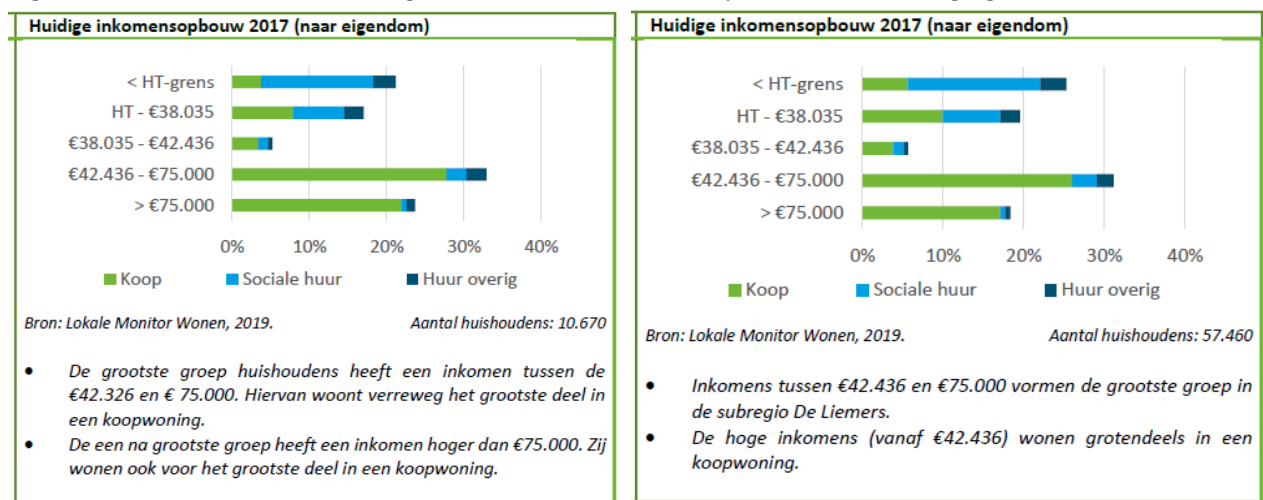 Huidige inkomensopbouw 2017 (naar eigendom)
< HT-grens
HT - €38.035
€38.035 - €42.436
€42.436 - €75.000
> €75.000
0% 10% 20% 30% 40%
Koop Sociale huur Huur overig
Bron: Lokale Monitor Wonen, 2019. Aantal huishoudens: 10.670
• De grootste groep huishoudens heeft een inkomen tussen de
€42.326 en € 75.000. Hiervan woont verreweg het grootste deel in
een koopwoning.
• De een na grootste groep heeft een inkomen hoger dan €75.000. Zij
wonen ook voor het grootste deel in een koopwoning.
Huidige inkomensopbouw 2017 (naar eigendom)
< HT-grens
HT - €38.035
€38.035 - €42.436
€42.436 - €75.000
> €75.000
0% 10% 20% 30% 40%
Koop Sociale huur Huur overig
Bron: Lokale Monitor Wonen, 2019. Aantal huishoudens: 57.460
• Inkomens tussen €42.436 en €75.000 vormen de grootste groep in
de subregio De Liemers.
• De hoge inkomens (vanaf €42.436) wonen grotendeels in een
koopwoning.